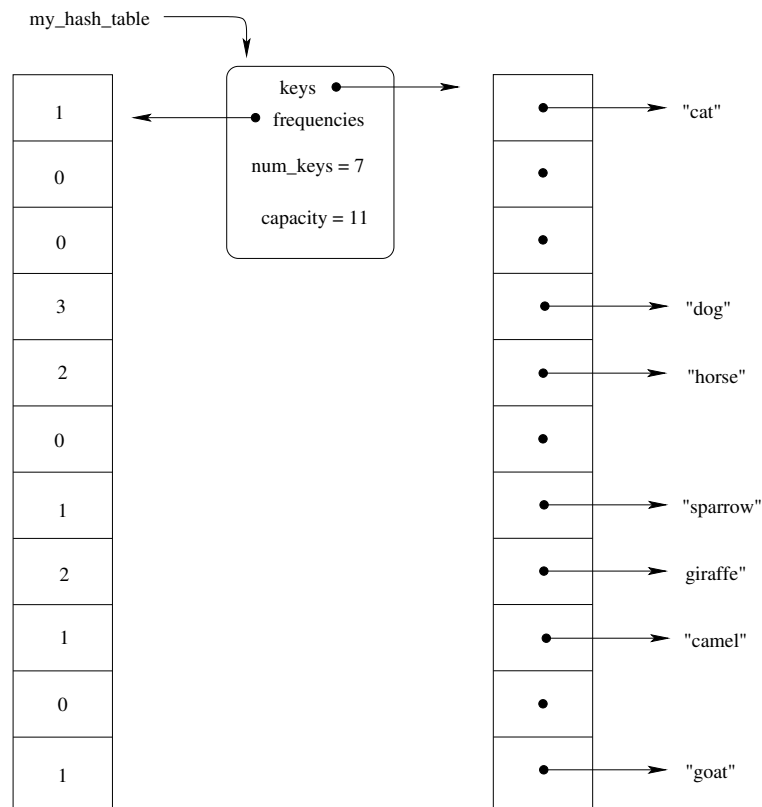 my_hash_table
keys
frequencies
num_keys = 7
capacity = 11
1
0
0
3
2
0
1
2
1
0
1
"cat"
"dog"
"horse"
"sparrow"
giraffe"
"camel"
"goat"